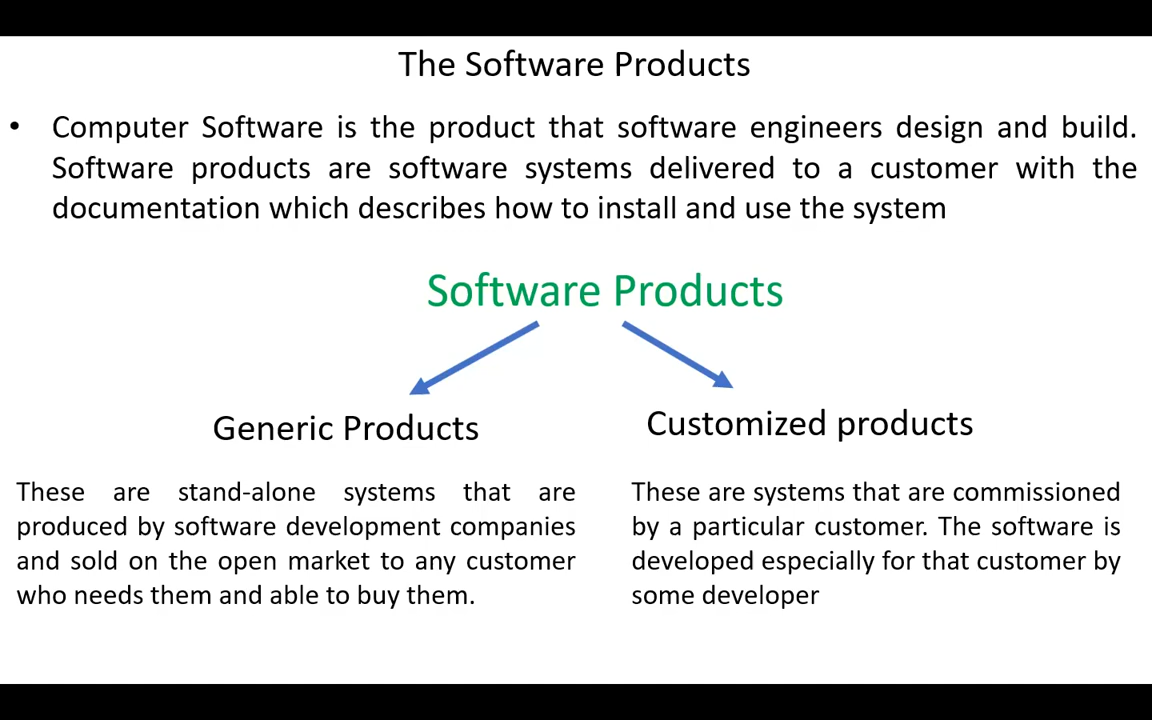 The Software Products
• Computer Software is the product that software engineers design and build.
Software products are software systems delivered to a customer with the
documentation which describes how to install and use the system
Software Products
Generic Products
Customized products
These are stand-alone systems that are
produced by software development companies
and sold on the open market to any customer
who needs them and able to buy them.
These are systems that are commissioned
by a particular customer. The software is
developed especially for that customer by
some developer